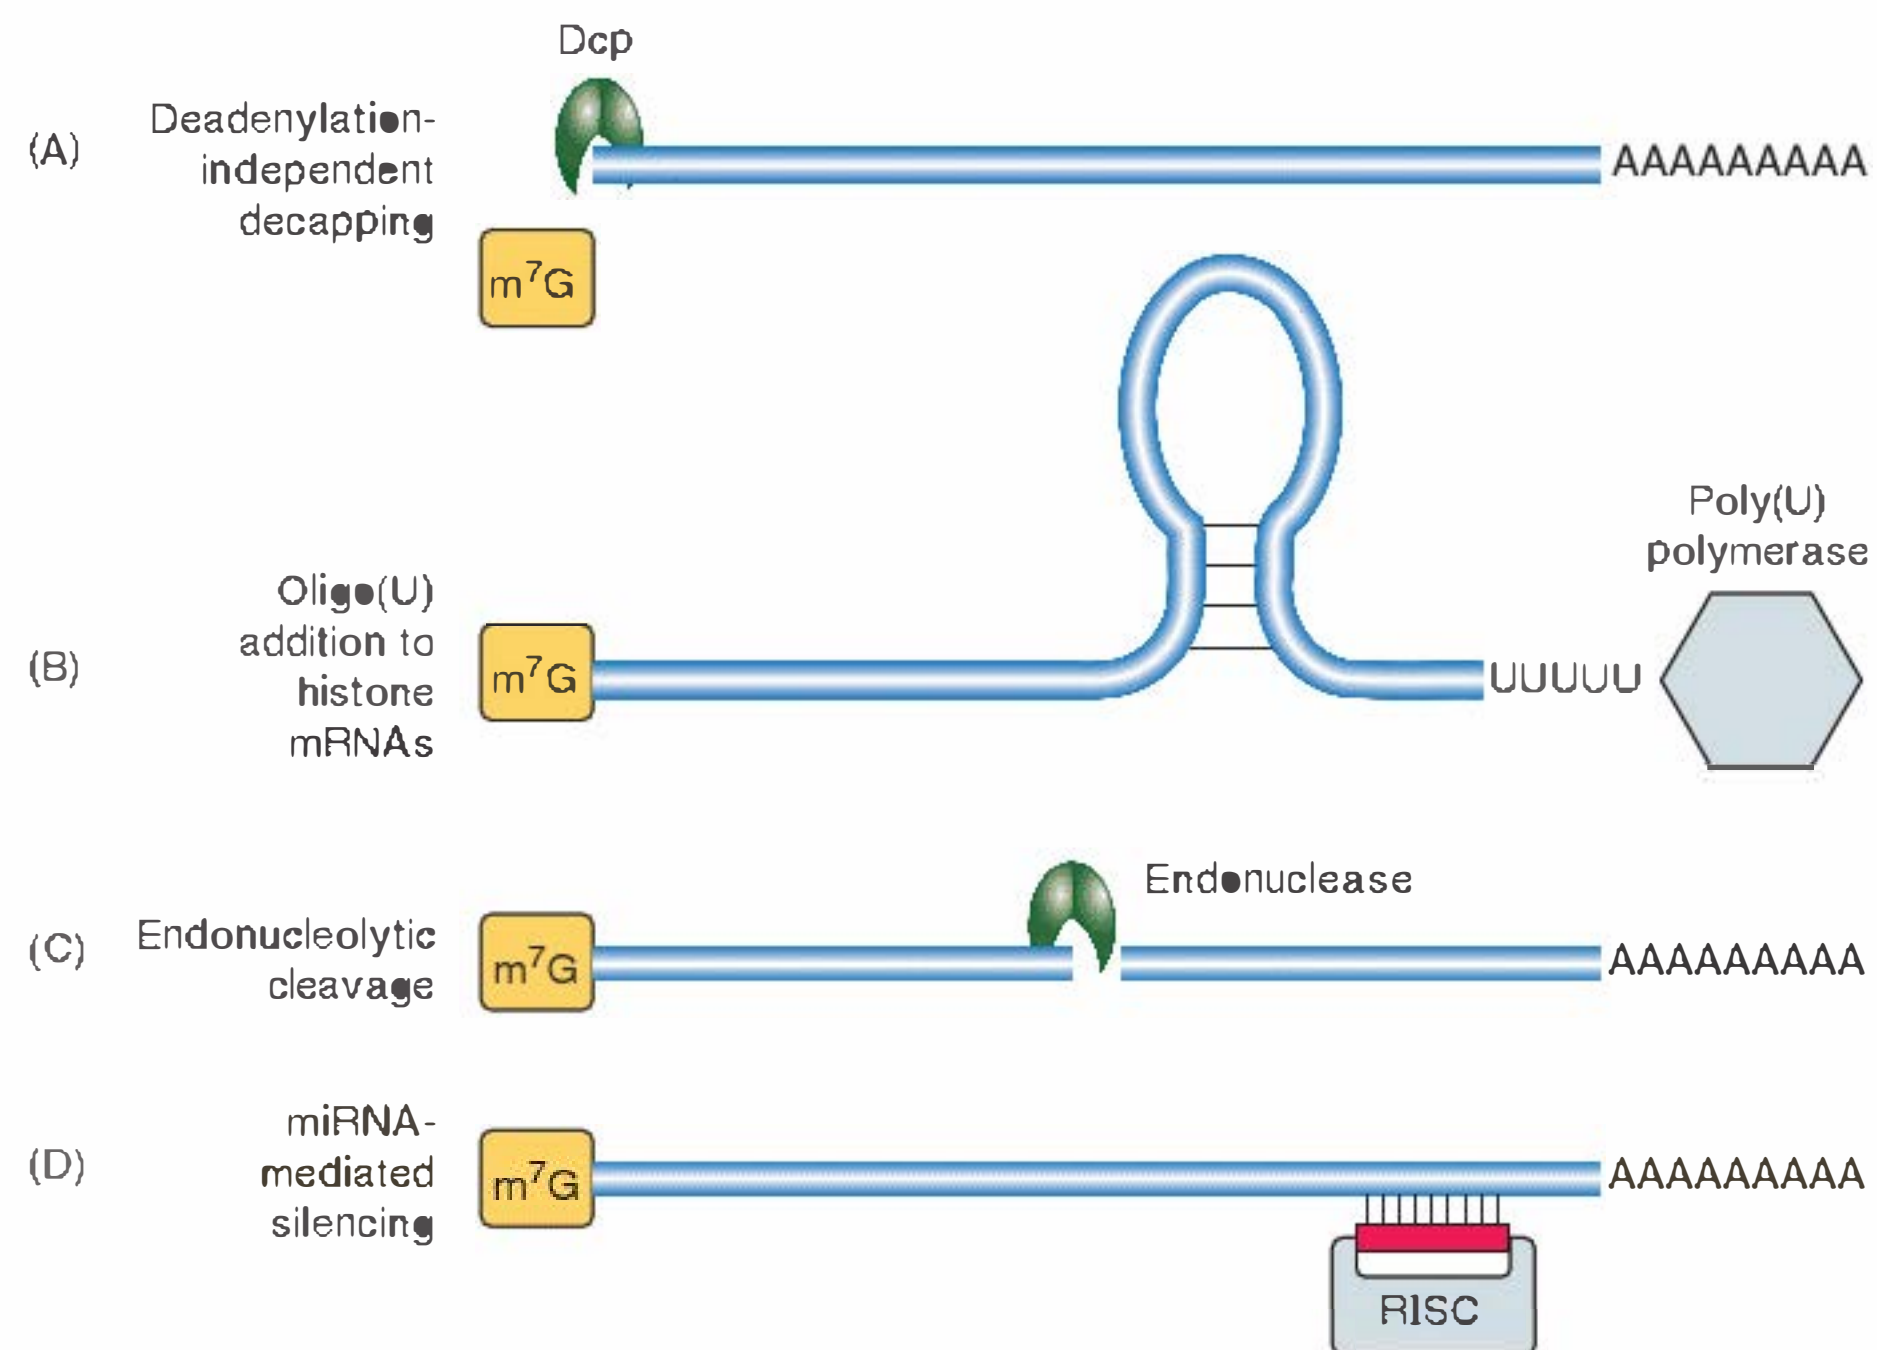 Dcp
(A)
Deadenylation-
independent
decapping
AAAAAAAAA
m⁷G
(B)
Oligo(U)
addition to
histone
mRNAs
m⁷G
UUUUU
Poly(U)
polymerase
(C)
Endonucleolytic
cleavage
m⁷G
Endonuclease
AAAAAAAAA
(D)
miRNA-
mediated
silencing
m⁷G
AAAAAAAAA
RISC